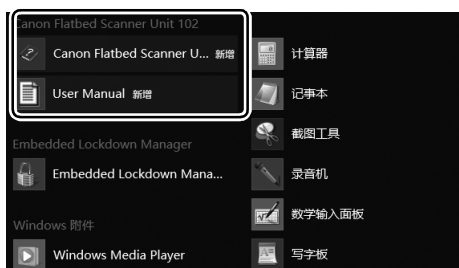 Canon Flatbed Scanner Unit 102
Canon Flatbed Scanner U... 新增
User Manual 新增
Embedded Lockdown Manager
Embedded Lockdown Mana...
Windows 附件
Windows Media Player
计算器
记事本
截图工具
录音机
数学输入面板
写字板